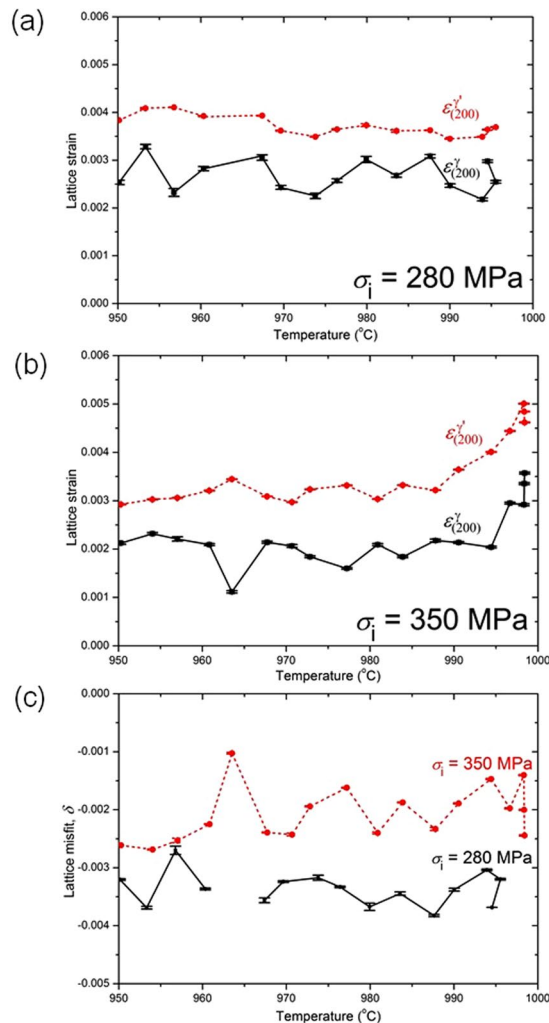 (a)
0.006
0.005
0.004
0.003
0.002
0.001
0.000
Lattice strain
ε(200)^γ'
ε(200)^γ
σi = 280 MPa
950 960 970 980 990 1000
Temperature (°C)
(b)
0.006
0.005
0.004
0.003
0.002
0.001
0.000
Lattice strain
ε(200)^γ'
ε(200)^γ
σi = 350 MPa
950 960 970 980 990 1000
Temperature (°C)
(c)
0.000
-0.001
-0.002
-0.003
-0.004
-0.005
Lattice misfit, δ
σi = 350 MPa
σi = 280 MPa
950 960 970 980 990 1000
Temperature (°C)